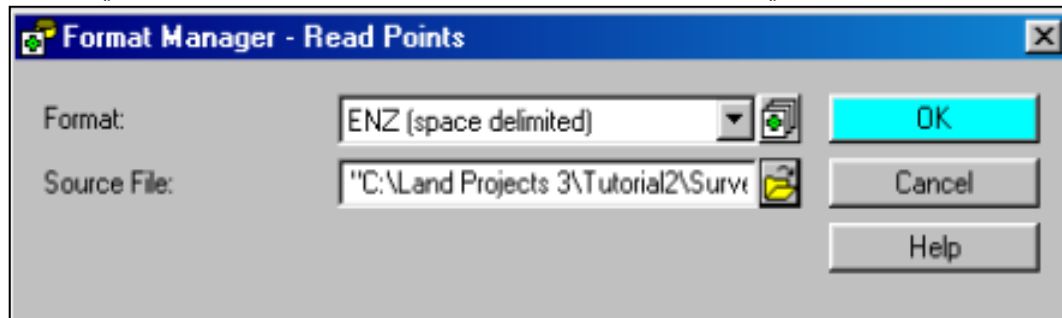 Format Manager - Read Points
Format: ENZ (space delimited) OK
Source File: "C:\Land Projects 3\Tutorial2\Surve Cancel
Help